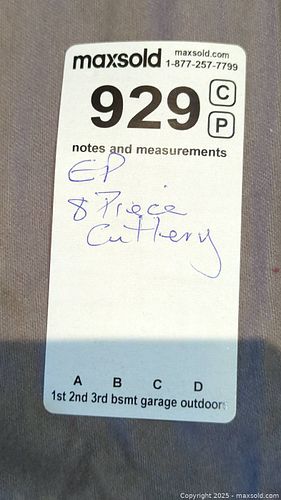 maxsold maxsold.com
1-877-257-7799
929 C
P
notes and measurements
EP
8 Piece
Cutlery
A B C D
1st 2nd 3rd bsmt garage outdoors
Copyright 2025 - maxsold.com